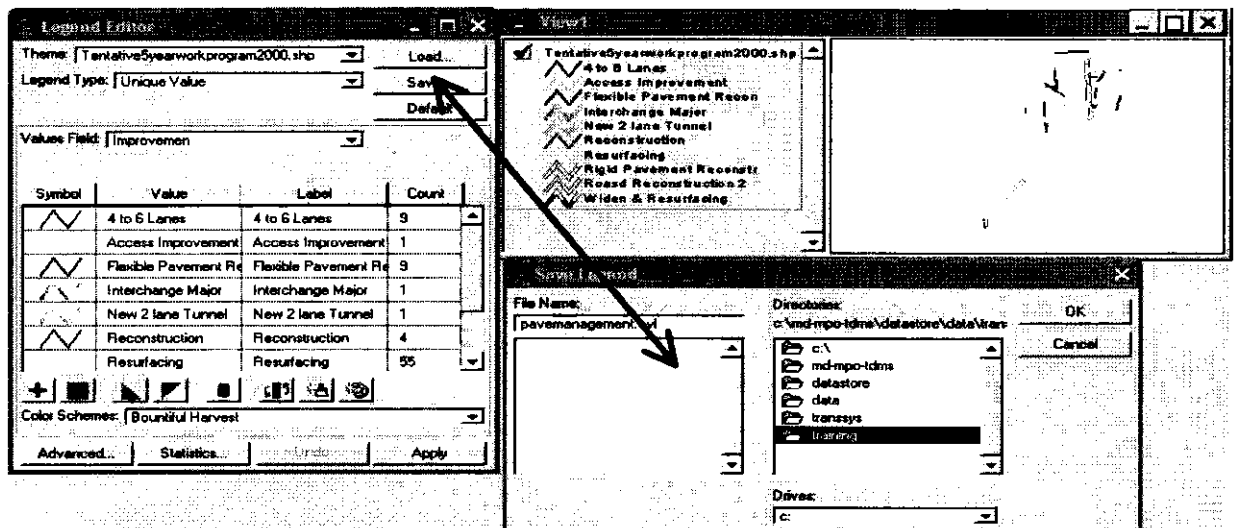 Legend Editor
Theme: Tentative5yearworkprogram2000.shp
Load...
Legend Type: Unique Value
Save
Default
Values Field: Improvemen
Symbol Value Label Count
4 to 6 Lanes 4 to 6 Lanes 9
Access Improvement Access Improvement 1
Flexible Pavement Re Flexible Pavement Re 9
Interchange Major Interchange Major 1
New 2 lane Tunnel New 2 lane Tunnel 1
Reconstruction Reconstruction 4
Resurfacing Resurfacing 55
Color Schemes: Bountiful Harvest
Advanced... Statistics... Undo Apply
View1
Tentative5yearworkprogram2000.shp
4 to 6 Lanes
Access Improvement
Flexible Pavement Recon
Interchange Major
New 2 lane Tunnel
Reconstruction
Resurfacing
Rigid Pavement Reconstr
Roasd Reconstruction 2
Widen & Resurfacing
Save Legend
File Name:
Directories:
OK
c:\md-mpo-tdms\datastore\data\trans
Cancel
c:\
md-mpo-tdms
datastore
data
transsys
training
Drives:
c: